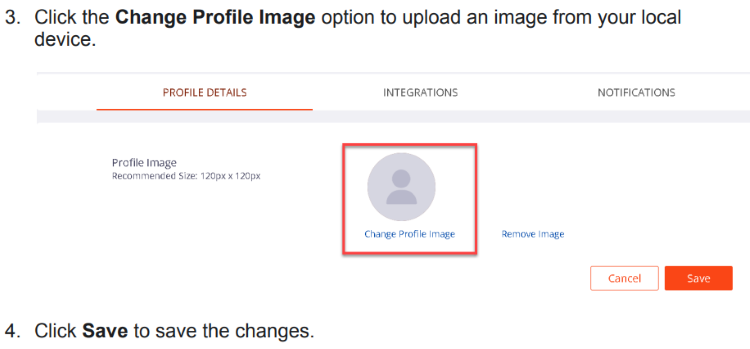 3. Click the Change Profile Image option to upload an image from your local
device.
PROFILE DETAILS INTEGRATIONS NOTIFICATIONS
Profile Image
Recommended Size: 120px x 120px
Change Profile Image Remove Image
Cancel Save
4. Click Save to save the changes.